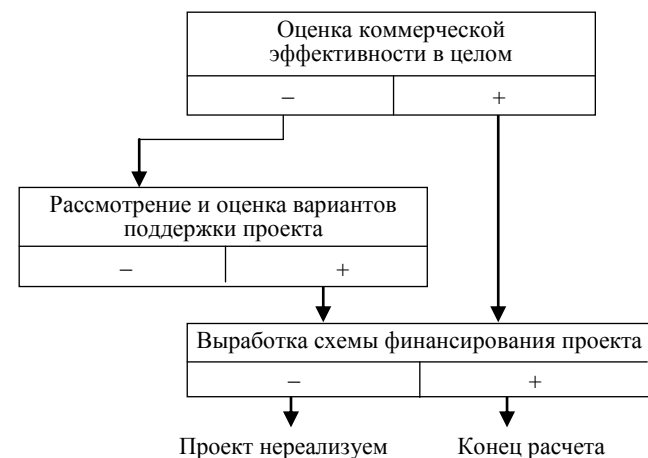 Оценка коммерческой
эффективности в целом
– +
Рассмотрение и оценка вариантов
поддержки проекта
– +
Выработка схемы финансирования проекта
– +
Проект нереализуем Конец расчета